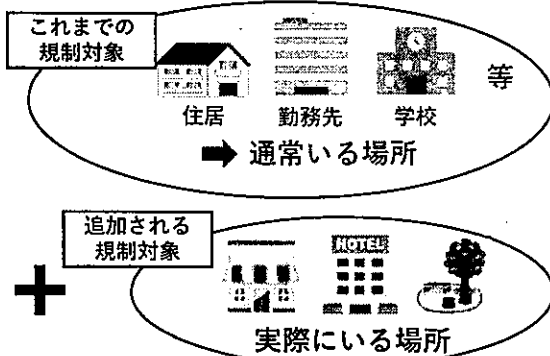 これまでの
規制対象
住居 勤務先 学校 等
➡ 通常いる場所
追加される
規制対象
+
HOTEL
実際にいる場所